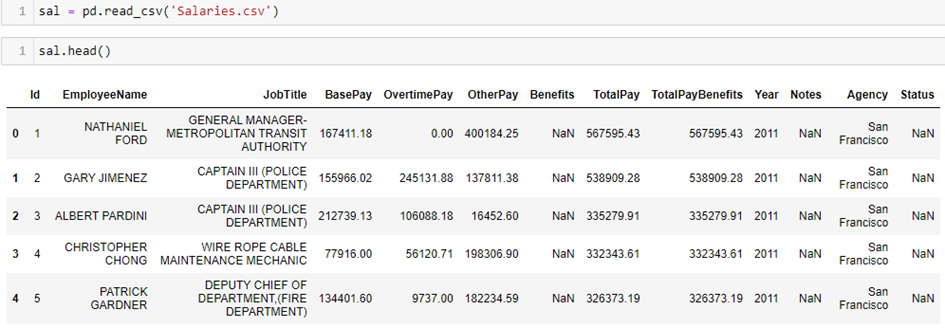 1 sal = pd.read_csv('Salaries.csv')
1 sal.head()
Id EmployeeName JobTitle BasePay OvertimePay OtherPay Benefits TotalPay TotalPayBenefits Year Notes Agency Status
0 1 NATHANIEL FORD GENERAL MANAGER-METROPOLITAN TRANSIT AUTHORITY 167411.18 0.00 400184.25 NaN 567595.43 567595.43 2011 NaN San Francisco NaN
1 2 GARY JIMENEZ CAPTAIN III (POLICE DEPARTMENT) 155966.02 245131.88 137811.38 NaN 538909.28 538909.28 2011 NaN San Francisco NaN
2 3 ALBERT PARDINI CAPTAIN III (POLICE DEPARTMENT) 212739.13 106088.18 16452.60 NaN 335279.91 335279.91 2011 NaN San Francisco NaN
3 4 CHRISTOPHER CHONG WIRE ROPE CABLE MAINTENANCE MECHANIC 77916.00 56120.71 198306.90 NaN 332343.61 332343.61 2011 NaN San Francisco NaN
4 5 PATRICK GARDNER DEPUTY CHIEF OF DEPARTMENT,(FIRE DEPARTMENT) 134401.60 9737.00 182234.59 NaN 326373.19 326373.19 2011 NaN San Francisco NaN